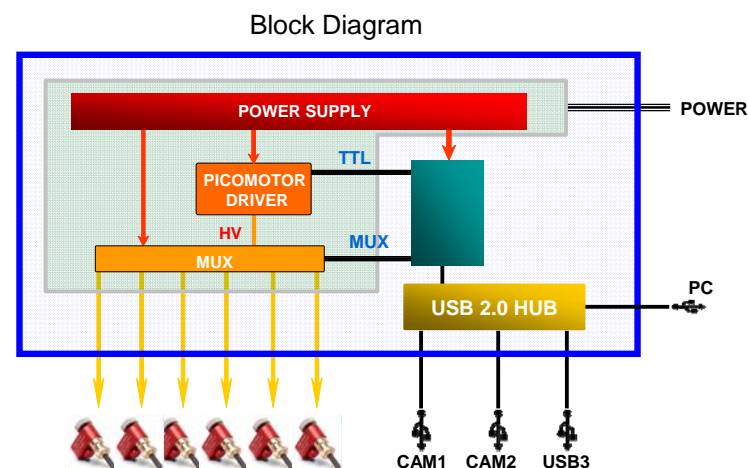 Block Diagram
POWER SUPPLY
POWER
TTL
PICOMOTOR
DRIVER
HV
MUX
MUX
PC
USB 2.0 HUB
CAM1
CAM2
USB3